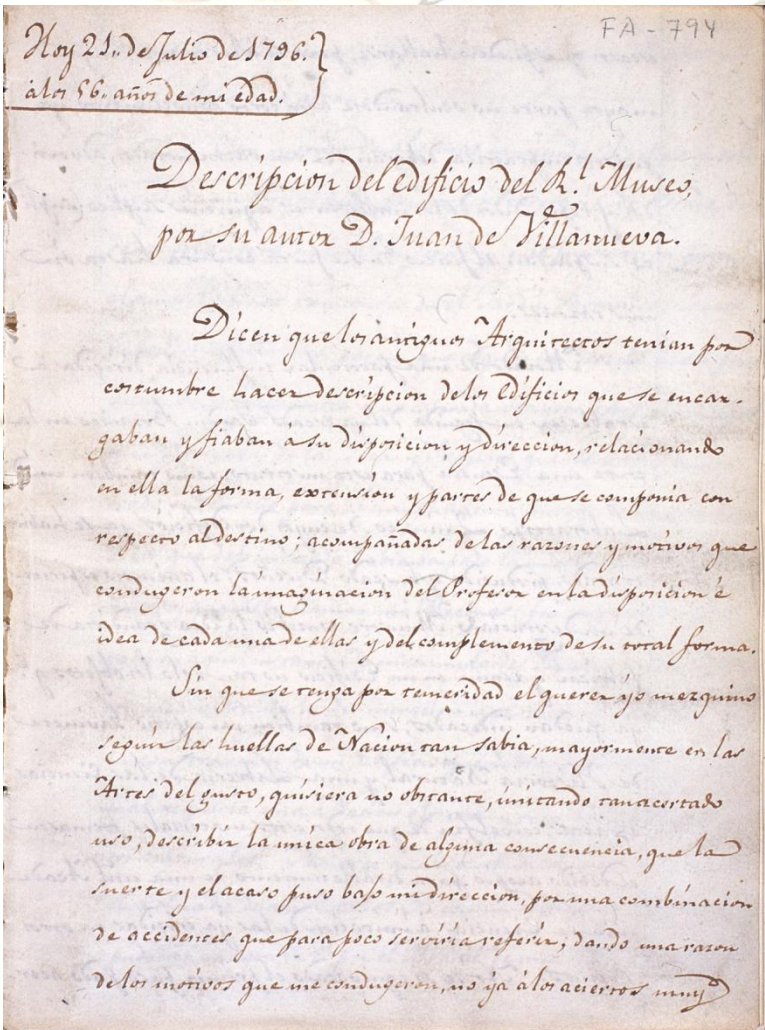 FA - 794
Hoy 21,, de Julio de 1796.
à los 56,, años de mi edad.
Descripcion del edificio del Rl. Museo,
por su autor D. Juan de Villanueva.
Dicen que los antiguos Arquitectos tenian por
costumbre hacer descripcion de los Edificios que se encar-
gaban y fiaban à su disposicion y direccion, relacionando
en ella la forma, extensión y partes de que se componia con
respecto al destino; acompañadas de las razones y motivos que
condugeron la imaginacion del Profesor en la disposicion è
idea de cada una de ellas y del complemento de su total forma.
Sin que se tenga por temeridad el querer yo mezquino
seguir las huellas de Nacion tan sabia, mayormente en las
Artes del gusto, quisiera no obstante, imitando tan acertado
uso, describir la unica obra de alguna consecuencia, que la
suerte y el acaso puso bajo mi direccion, por una combinacion
de accidentes que para poco serviria referir; dando una razon
de los motivos que me condugeron, no ya à los aciertos muy